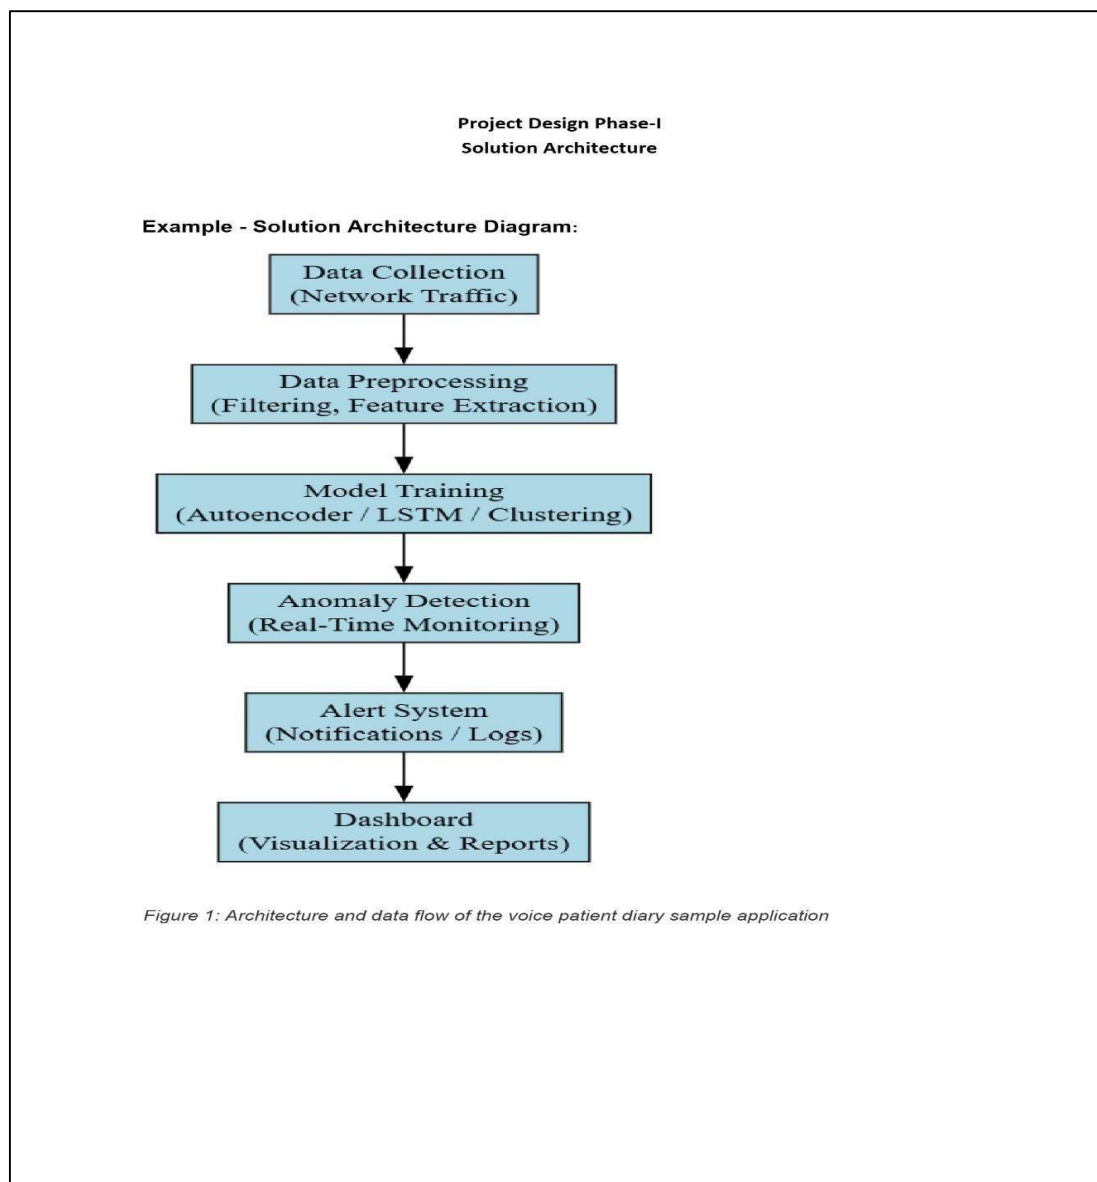 Project Design Phase-I
Solution Architecture
Example - Solution Architecture Diagram:
Data Collection
(Network Traffic)
Data Preprocessing
(Filtering, Feature Extraction)
Model Training
(Autoencoder / LSTM / Clustering)
Anomaly Detection
(Real-Time Monitoring)
Alert System
(Notifications / Logs)
Dashboard
(Visualization & Reports)
Figure 1: Architecture and data flow of the voice patient diary sample application